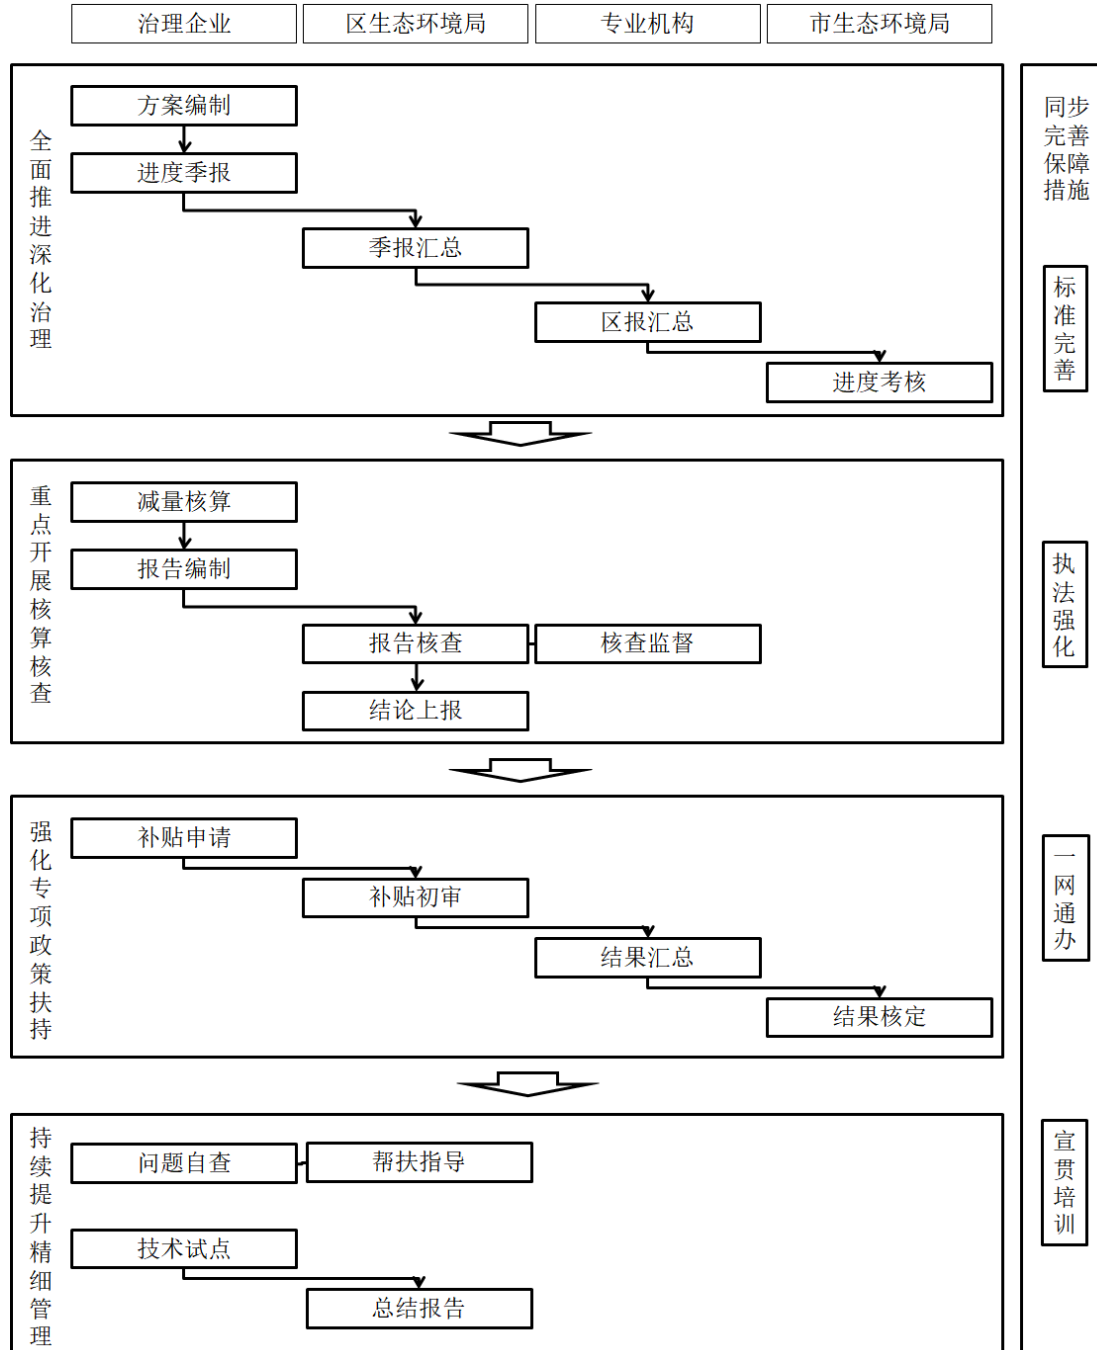 治理企业
区生态环境局
专业机构
市生态环境局
全面推进深化治理
方案编制
进度季报
季报汇总
区报汇总
进度考核
重点开展核算核查
减量核算
报告编制
报告核查
核查监督
结论上报
强化专项政策扶持
补贴申请
补贴初审
结果汇总
结果核定
持续提升精细管理
问题自查
帮扶指导
技术试点
总结报告
同步
完善
保障
措施
标准完善
执法强化
一网通办
宣贯培训